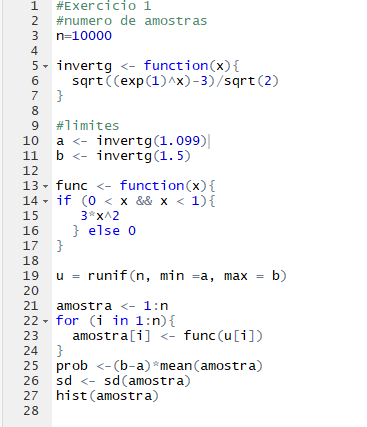 1 #Exercicio 1
2 #numero de amostras
3 n=10000
4
5 invertg <- function(x){
6 sqrt((exp(1)^x)-3)/sqrt(2)
7 }
8
9 #limites
10 a <- invertg(1.099)
11 b <- invertg(1.5)
12
13 func <- function(x){
14 if (0 < x && x < 1){
15 3*x^2
16 } else 0
17 }
18
19 u = runif(n, min =a, max = b)
20
21 amostra <- 1:n
22 for (i in 1:n){
23 amostra[i] <- func(u[i])
24 }
25 prob <-(b-a)*mean(amostra)
26 sd <- sd(amostra)
27 hist(amostra)
28